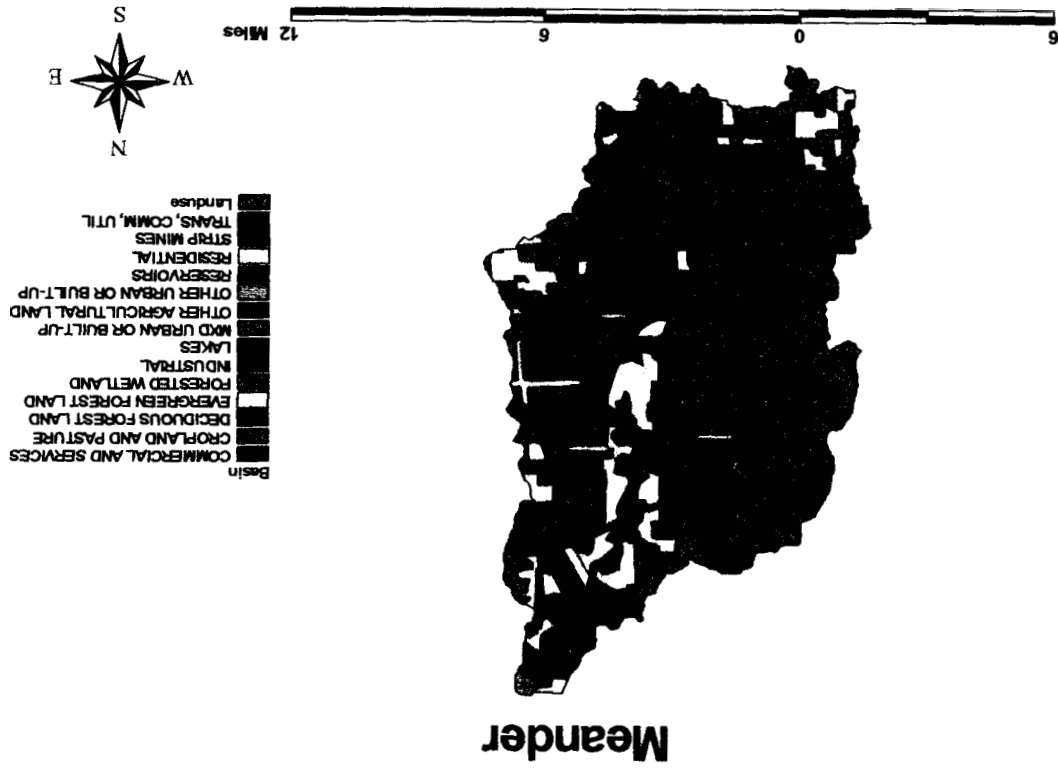 Meander
Basin
COMMERCIAL AND SERVICES
CROPLAND AND PASTURE
DECIDUOUS FOREST LAND
EVERGREEN FOREST LAND
FORESTED WETLAND
INDUSTRIAL
LAKES
MXD URBAN OR BUILT-UP
OTHER AGRICULTURAL LAND
OTHER URBAN OR BUILT-UP
RESERVOIRS
RESIDENTIAL
STRIP MINES
TRANS, COMM, UTIL
Landuse
N
W E
S
6 0 6 12 Miles